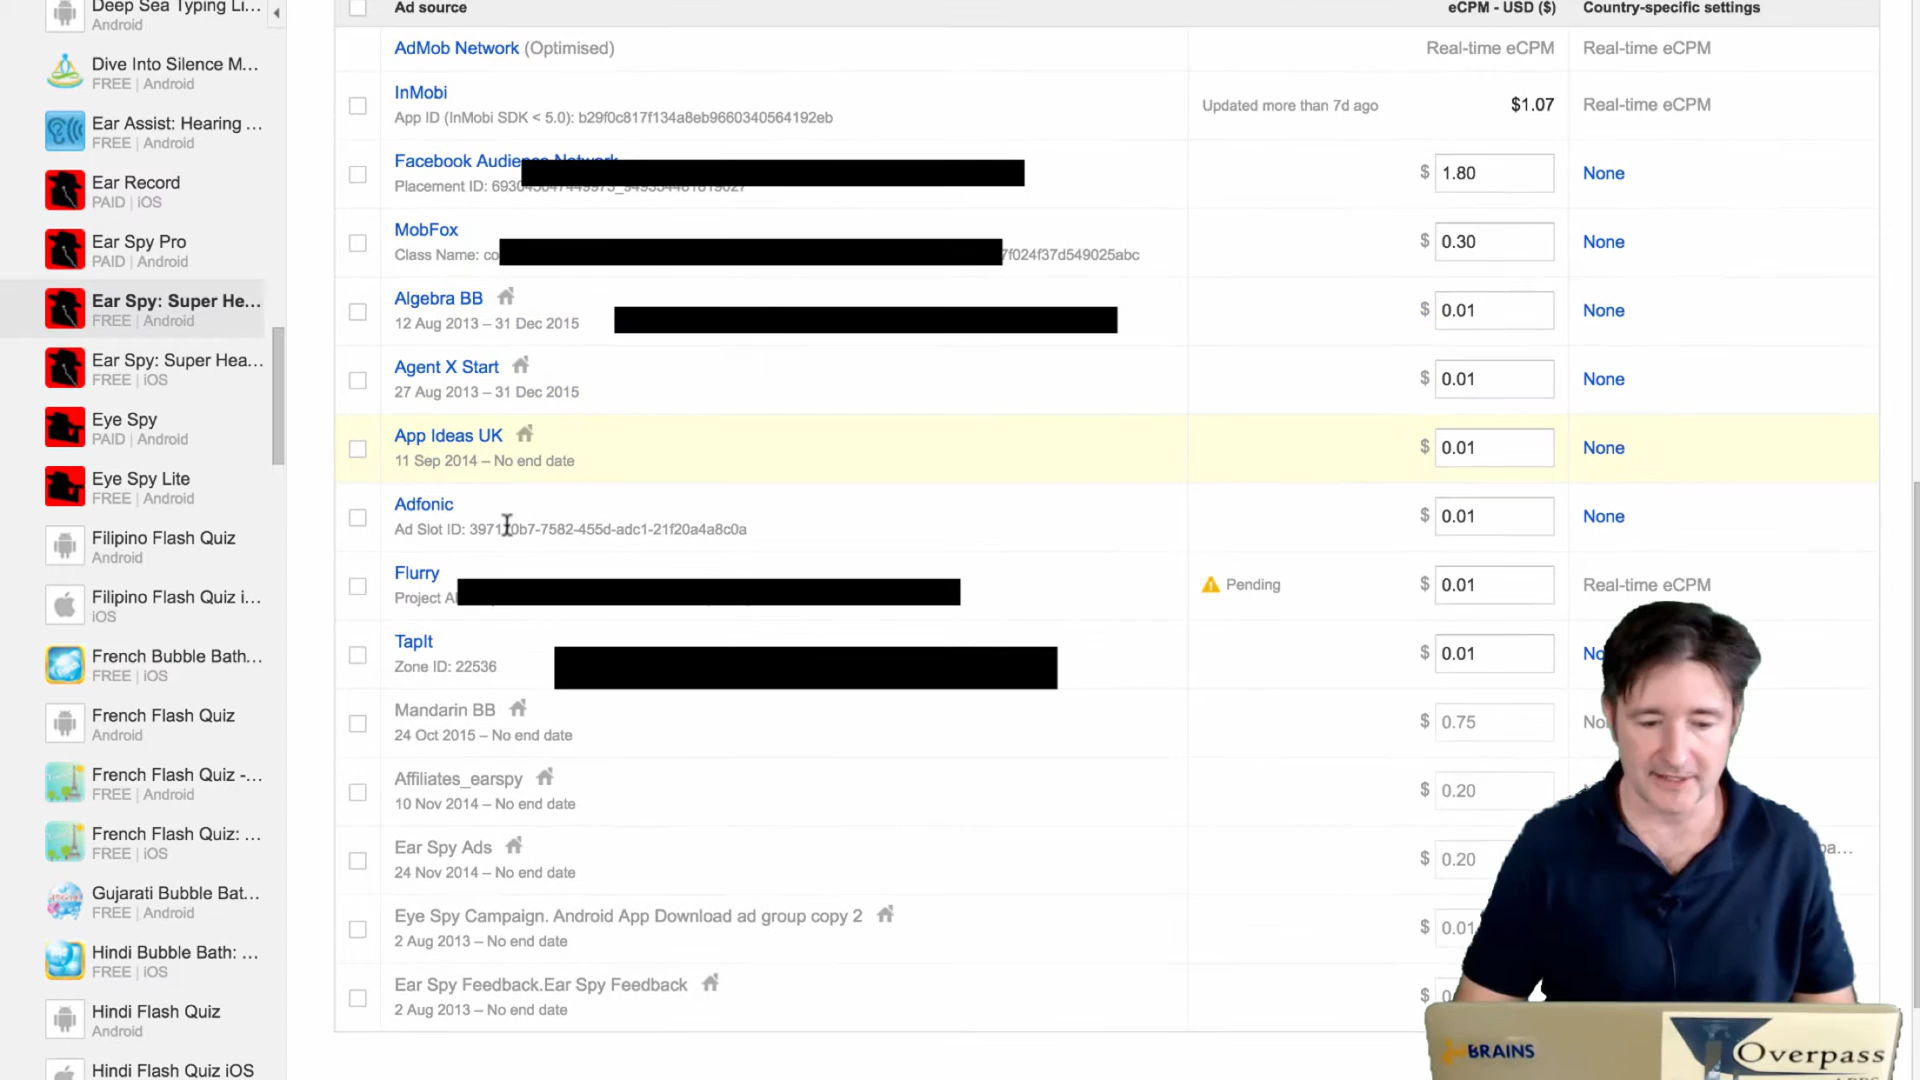 Deep Sea Typing Li...
Android
Dive Into Silence M...
FREE | Android
Ear Assist: Hearing ...
FREE | Android
Ear Record
PAID | iOS
Ear Spy Pro
PAID | Android
Ear Spy: Super He...
FREE | Android
Ear Spy: Super Hea...
FREE | iOS
Eye Spy
PAID | Android
Eye Spy Lite
FREE | Android
Filipino Flash Quiz
Android
Filipino Flash Quiz i...
iOS
French Bubble Bath...
FREE | iOS
French Flash Quiz
Android
French Flash Quiz -...
FREE | Android
French Flash Quiz: ...
FREE | iOS
Gujarati Bubble Bat...
FREE | Android
Hindi Bubble Bath: ...
FREE | iOS
Hindi Flash Quiz
Android
Hindi Flash Quiz iOS
Ad source eCPM - USD ($) Country-specific settings
AdMob Network (Optimised) Real-time eCPM Real-time eCPM
InMobi
App ID (InMobi SDK < 5.0): b29f0c817f134a8eb9660340564192eb Updated more than 7d ago $1.07 Real-time eCPM
Facebook Audience Network
Placement ID: $ 1.80 None
MobFox
Class Name: co 7f024f37d549025abc $ 0.30 None
Algebra BB
12 Aug 2013 – 31 Dec 2015 $ 0.01 None
Agent X Start
27 Aug 2013 – 31 Dec 2015 $ 0.01 None
App Ideas UK
11 Sep 2014 – No end date $ 0.01 None
Adfonic
Ad Slot ID: $ 0.01 None
Flurry
Project A Pending $ 0.01 Real-time eCPM
TapIt
Zone ID: 22536 $ 0.01 No
Mandarin BB
24 Oct 2015 – No end date $ 0.75 No
Affiliates_earspy
10 Nov 2014 – No end date $ 0.20
Ear Spy Ads
24 Nov 2014 – No end date $ 0.20 pa...
Eye Spy Campaign. Android App Download ad group copy 2
2 Aug 2013 – No end date $ 0.01
Ear Spy Feedback.Ear Spy Feedback
2 Aug 2013 – No end date $ 0
BRAINS
Overpass